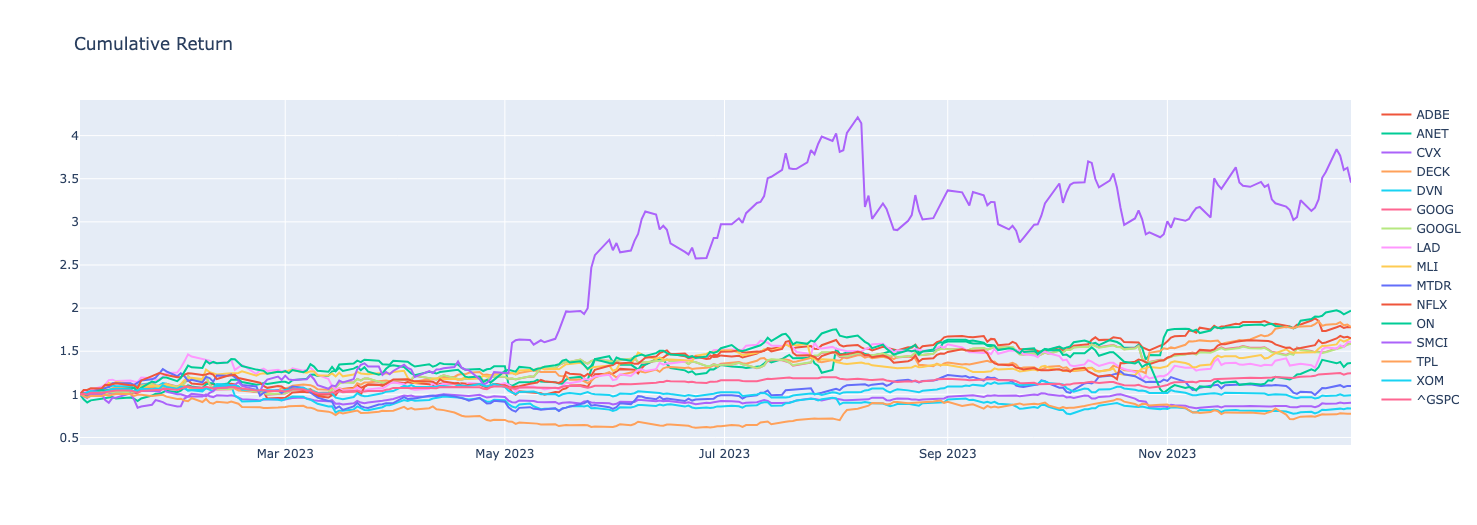 Cumulative Return
4
3.5
3
2.5
2
1.5
1
0.5
Mar 2023
May 2023
Jul 2023
Sep 2023
Nov 2023
ADBE
ANET
CVX
DECK
DVN
GOOG
GOOGL
LAD
MLI
MTDR
NFLX
ON
SMCI
TPL
XOM
^GSPC